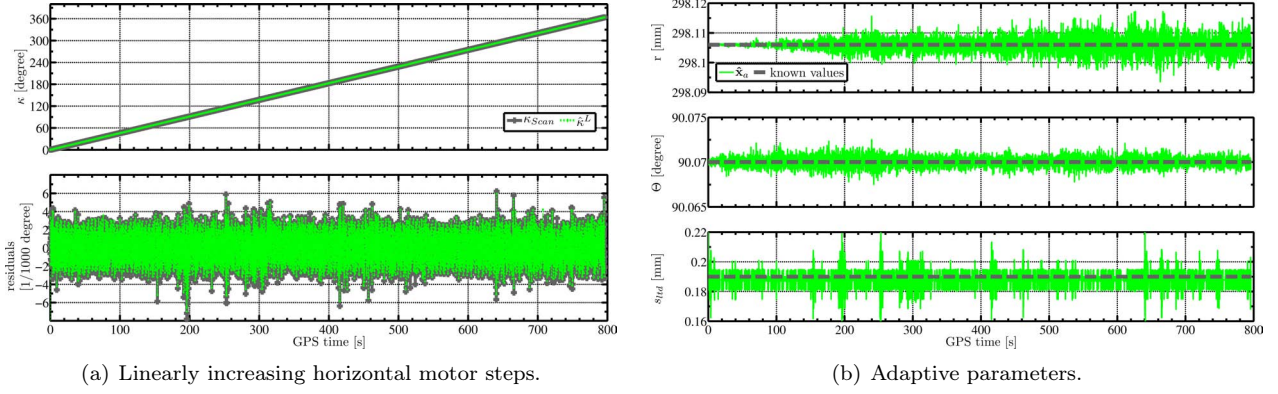 360
300
240
180
120
60
0
κ [degree]
κ_Scan κ̂^L
6
4
2
0
−2
−4
−6
residuals
[1/1000 degree]
0 100 200 300 400 500 600 700 800
GPS time [s]
(a) Linearly increasing horizontal motor steps.
298.12
298.11
298.1
298.09
r [mm]
x̂_a known values
90.075
90.07
90.065
Θ [degree]
0.22
0.2
0.18
0.16
s_ltd [mm]
0 100 200 300 400 500 600 700 800
GPS time [s]
(b) Adaptive parameters.